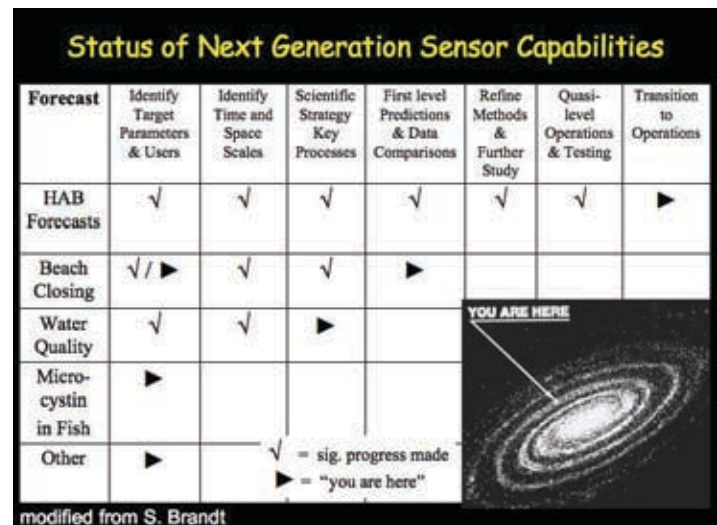 Status of Next Generation Sensor Capabilities
Forecast
Identify
Target
Parameters
& Users
Identify
Time and
Space
Scales
Scientific
Strategy
Key
Processes
First level
Predictions
& Data
Comparisons
Refine
Methods
&
Further
Study
Quasi-
level
Operations
& Testing
Transition
to
Operations
HAB
Forecasts
√ √ √ √ √ √ ►
Beach
Closing
√ / ► √ √ ►
Water
Quality
√ √ ►
YOU ARE HERE
Micro-
cystin
in Fish
►
Other
►
√ = sig. progress made
► = "you are here"
modified from S. Brandt